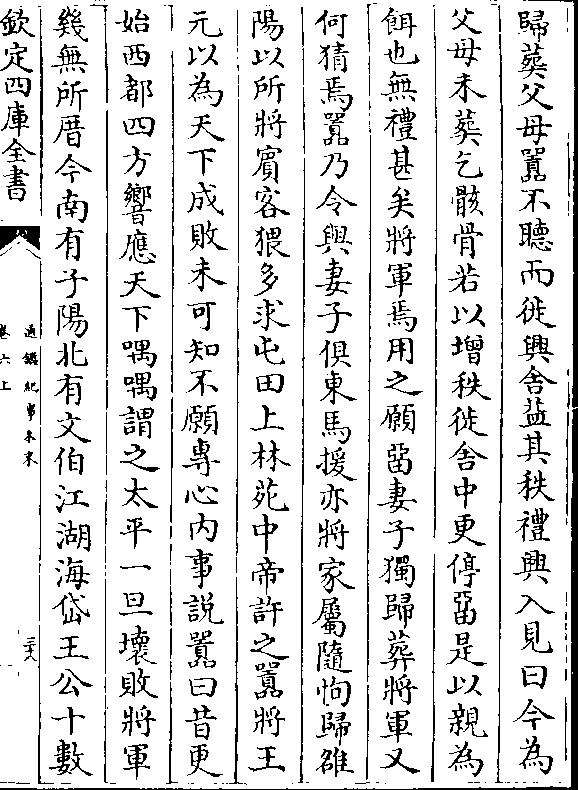 歸葬父母囂不聽而徙興舍益其秩禮興入見曰今為
父母未葬乞骸骨若以增秩徙舍中更停留是以親為
餌也無禮甚矣將軍焉用之願留妻子獨歸葬將軍又
何猜焉囂乃令與妻子俱東馬援亦將家屬隨恂歸雒
陽以所將賓客猥多求屯田上林苑中帝許之囂將王
元以為天下成敗未可知不願專心内事説囂曰昔更
始西都四方響應天下喁喁謂之太平一旦壞敗將軍
幾無所厝今南有子陽北有文伯江湖海岱王公十數
欽定四庫全書
通鑑紀事本末
卷六上
三六